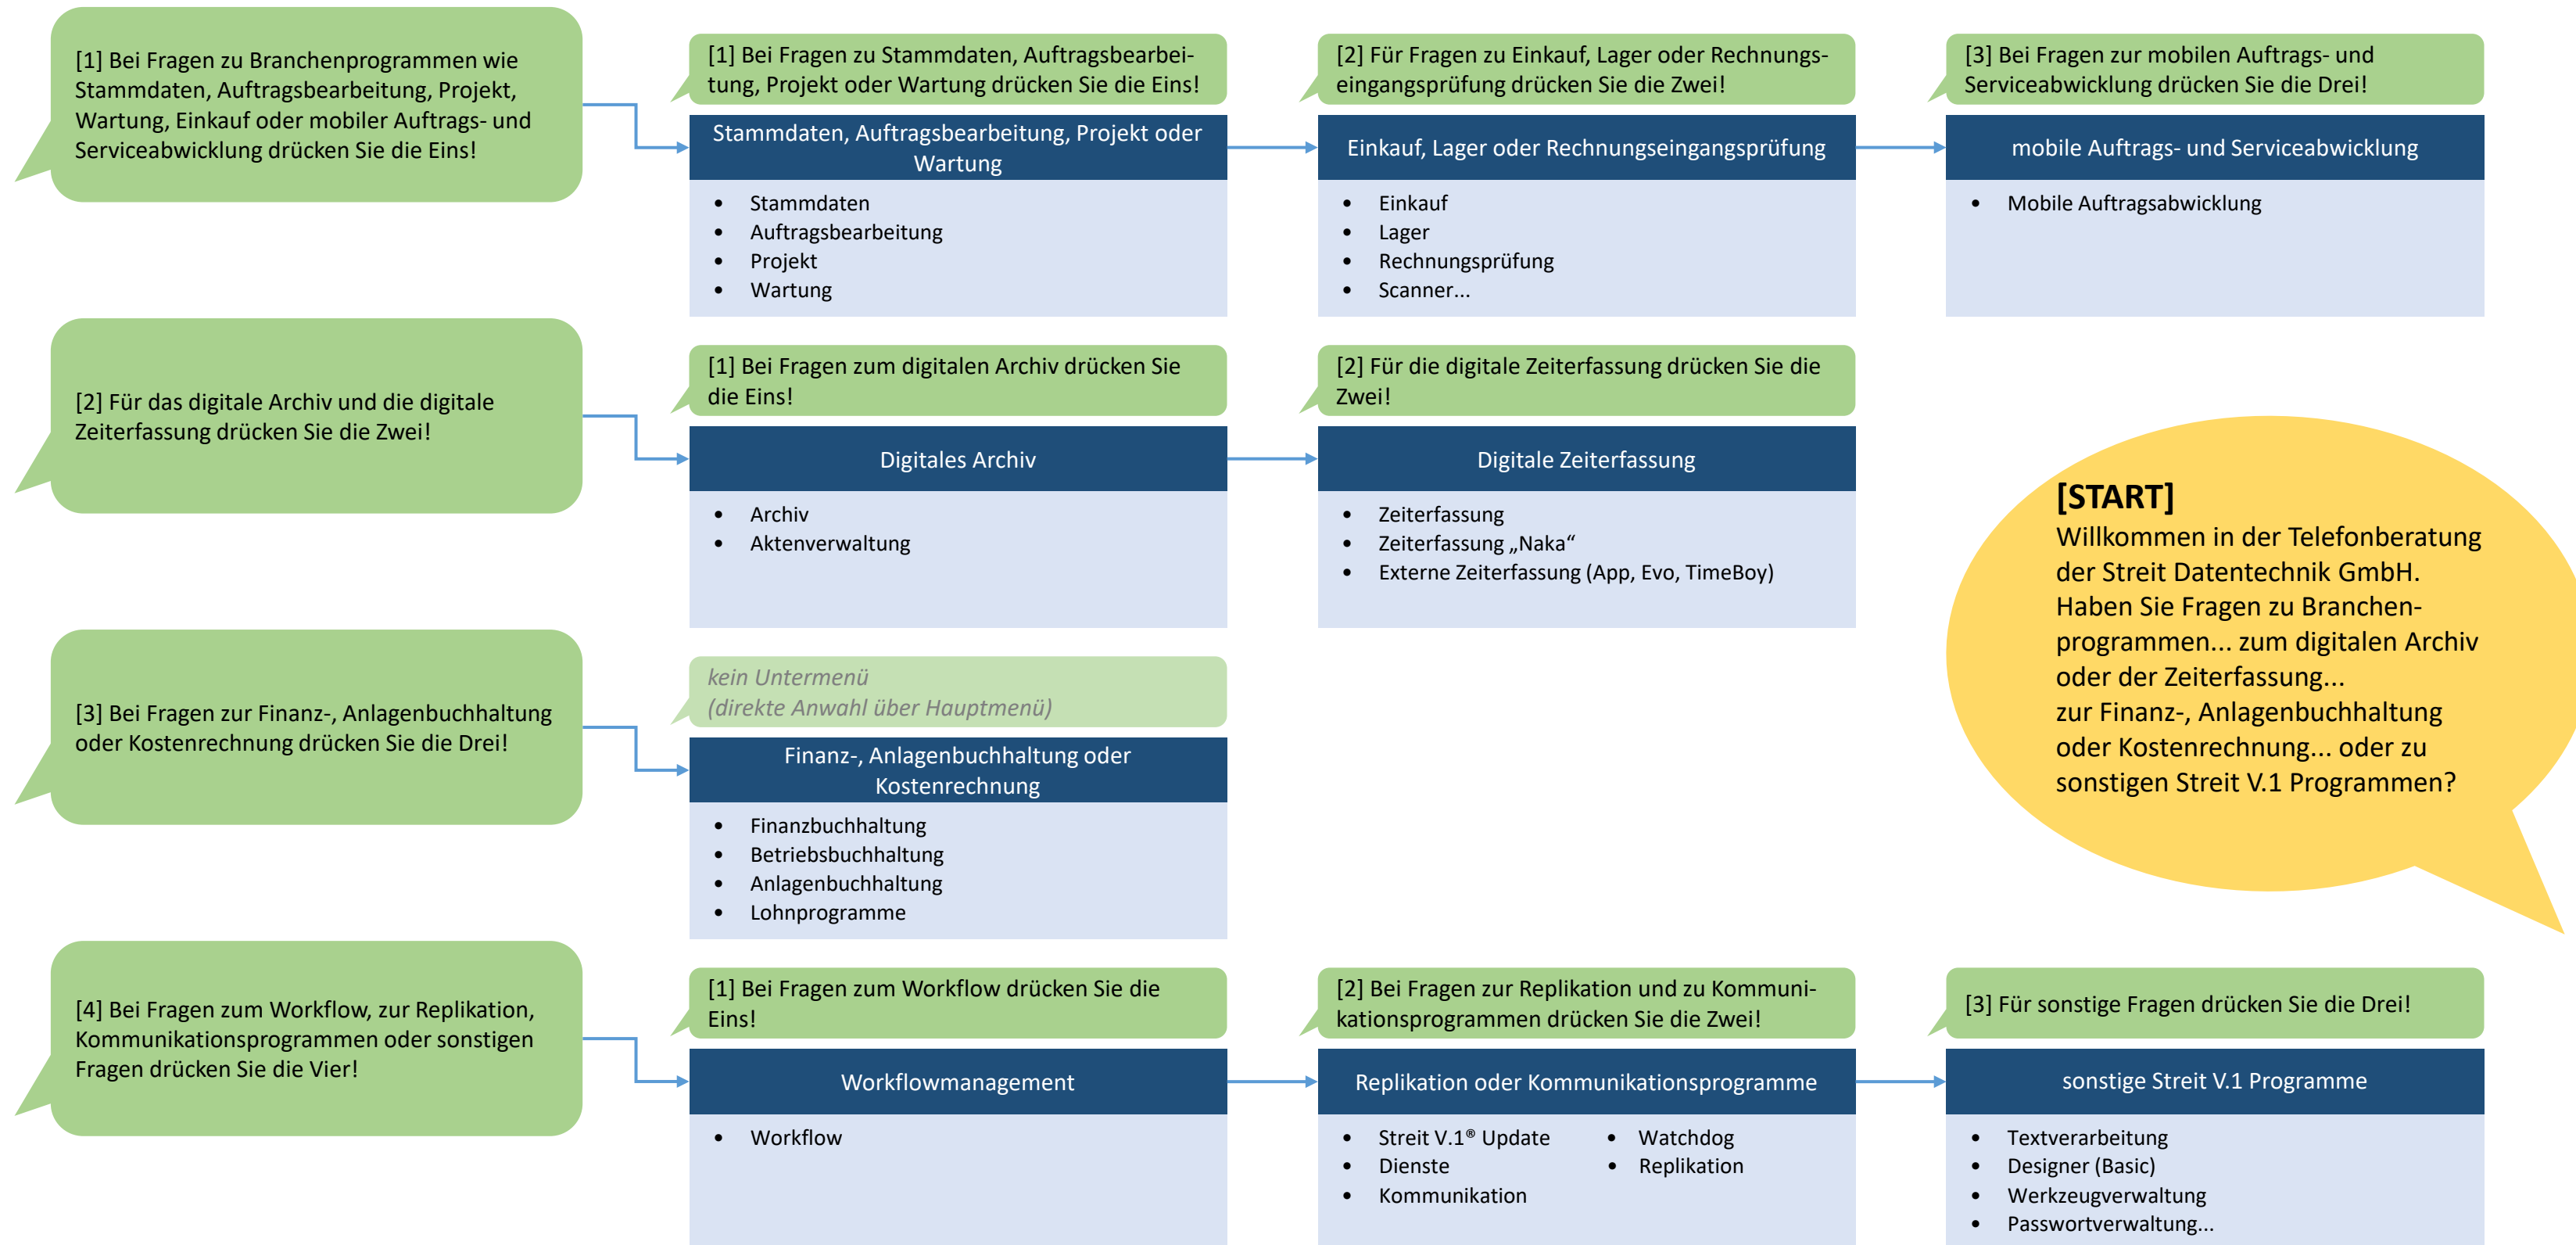 [1] Bei Fragen zu Branchenprogrammen wie
Stammdaten, Auftragsbearbeitung, Projekt,
Wartung, Einkauf oder mobiler Auftrags- und
Serviceabwicklung drücken Sie die Eins!
[1] Bei Fragen zu Stammdaten, Auftragsbearbei-
tung, Projekt oder Wartung drücken Sie die Eins!
Stammdaten, Auftragsbearbeitung, Projekt oder
Wartung
• Stammdaten
• Auftragsbearbeitung
• Projekt
• Wartung
[2] Für Fragen zu Einkauf, Lager oder Rechnungs-
eingangsprüfung drücken Sie die Zwei!
Einkauf, Lager oder Rechnungseingangsprüfung
• Einkauf
• Lager
• Rechnungsprüfung
• Scanner...
[3] Bei Fragen zur mobilen Auftrags- und
Serviceabwicklung drücken Sie die Drei!
mobile Auftrags- und Serviceabwicklung
• Mobile Auftragsabwicklung
[2] Für das digitale Archiv und die digitale
Zeiterfassung drücken Sie die Zwei!
[1] Bei Fragen zum digitalen Archiv drücken Sie
die Eins!
Digitales Archiv
• Archiv
• Aktenverwaltung
[2] Für die digitale Zeiterfassung drücken Sie die
Zwei!
Digitale Zeiterfassung
• Zeiterfassung
• Zeiterfassung „Naka“
• Externe Zeiterfassung (App, Evo, TimeBoy)
[START]
Willkommen in der Telefonberatung
der Streit Datentechnik GmbH.
Haben Sie Fragen zu Branchen-
programmen... zum digitalen Archiv
oder der Zeiterfassung...
zur Finanz-, Anlagenbuchhaltung
oder Kostenrechnung... oder zu
sonstigen Streit V.1 Programmen?
[3] Bei Fragen zur Finanz-, Anlagenbuchhaltung
oder Kostenrechnung drücken Sie die Drei!
kein Untermenü
(direkte Anwahl über Hauptmenü)
Finanz-, Anlagenbuchhaltung oder
Kostenrechnung
• Finanzbuchhaltung
• Betriebsbuchhaltung
• Anlagenbuchhaltung
• Lohnprogramme
[4] Bei Fragen zum Workflow, zur Replikation,
Kommunikationsprogrammen oder sonstigen
Fragen drücken Sie die Vier!
[1] Bei Fragen zum Workflow drücken Sie die
Eins!
Workflowmanagement
• Workflow
[2] Bei Fragen zur Replikation und zu Kommuni-
kationsprogrammen drücken Sie die Zwei!
Replikation oder Kommunikationsprogramme
• Streit V.1® Update
• Dienste
• Kommunikation
• Watchdog
• Replikation
[3] Für sonstige Fragen drücken Sie die Drei!
sonstige Streit V.1 Programme
• Textverarbeitung
• Designer (Basic)
• Werkzeugverwaltung
• Passwortverwaltung...